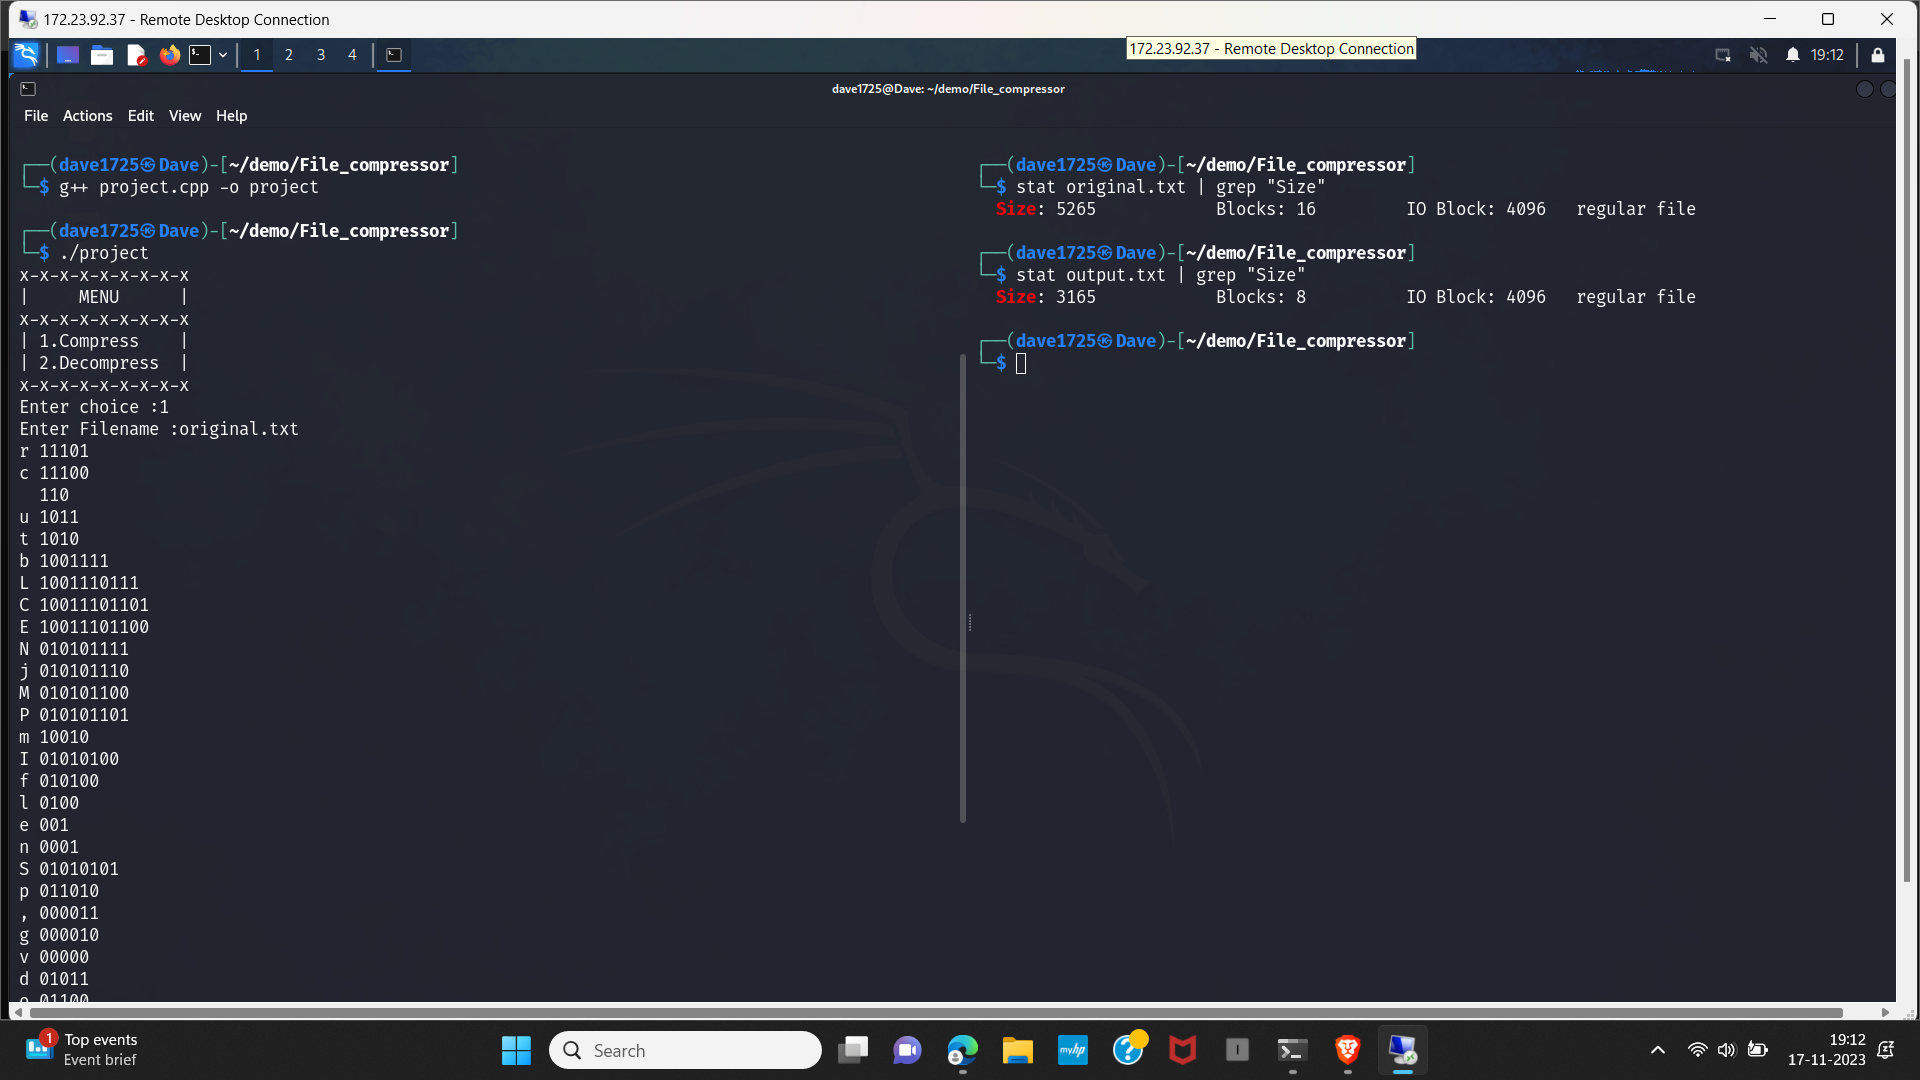 172.23.92.37 - Remote Desktop Connection
172.23.92.37 - Remote Desktop Connection
1 2 3 4
19:12
dave1725@Dave: ~/demo/File_compressor
File Actions Edit View Help
┌──(dave1725㉿Dave)-[~/demo/File_compressor]
└─$ g++ project.cpp -o project
┌──(dave1725㉿Dave)-[~/demo/File_compressor]
└─$ ./project
x-x-x-x-x-x-x-x-x
|     MENU      |
x-x-x-x-x-x-x-x-x
| 1.Compress    |
| 2.Decompress  |
x-x-x-x-x-x-x-x-x
Enter choice :1
Enter Filename :original.txt
r 11101
c 11100
  110
u 1011
t 1010
b 1001111
L 1001110111
C 10011101101
E 10011101100
N 010101111
j 010101110
M 010101100
P 010101101
m 10010
I 01010100
f 010100
l 0100
e 001
n 0001
S 01010101
p 011010
, 000011
g 000010
v 00000
d 01011
o 01100
┌──(dave1725㉿Dave)-[~/demo/File_compressor]
└─$ stat original.txt | grep "Size"
Size: 5265 Blocks: 16 IO Block: 4096 regular file
┌──(dave1725㉿Dave)-[~/demo/File_compressor]
└─$ stat output.txt | grep "Size"
Size: 3165 Blocks: 8 IO Block: 4096 regular file
┌──(dave1725㉿Dave)-[~/demo/File_compressor]
└─$
1
Top events
Event brief
Search
myhp
19:12
17-11-2023